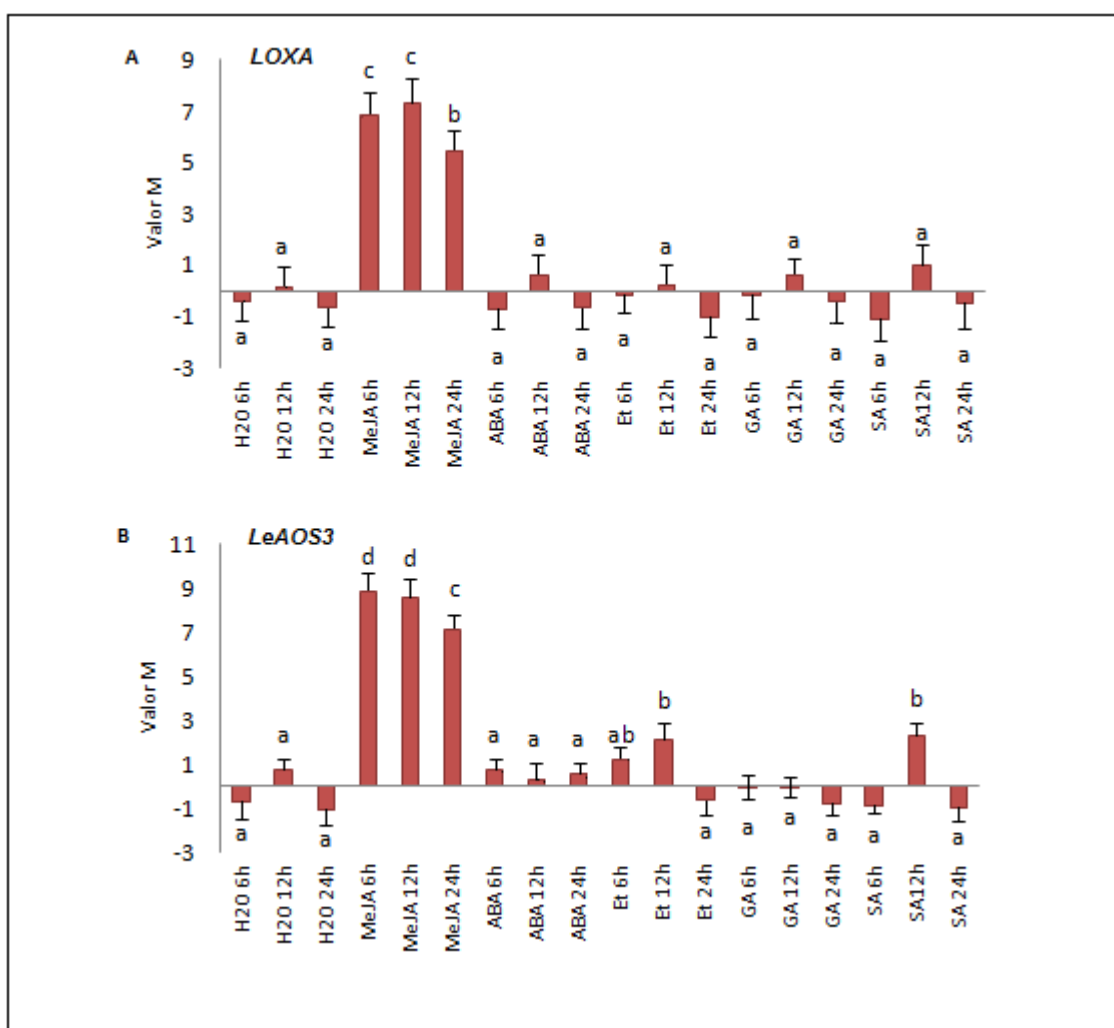 A LOXA
9
7
5
3
1
-1
-3
Valor M
c c b
a a a a a
a a a a a a a a a a
H2O 6h
H2O 12h
H2O 24h
MeJA 6h
MeJA 12h
MeJA 24h
ABA 6h
ABA 12h
ABA 24h
Et 6h
Et 12h
Et 24h
GA 6h
GA 12h
GA 24h
SA 6h
SA12h
SA 24h
B LeAOS3
11
9
7
5
3
1
-1
-3
Valor M
d d c
a a a a ab b b
a a a a a a a a
H2O 6h
H2O 12h
H2O 24h
MeJA 6h
MeJA 12h
MeJA 24h
ABA 6h
ABA 12h
ABA 24h
Et 6h
Et 12h
Et 24h
GA 6h
GA 12h
GA 24h
SA 6h
SA12h
SA 24h